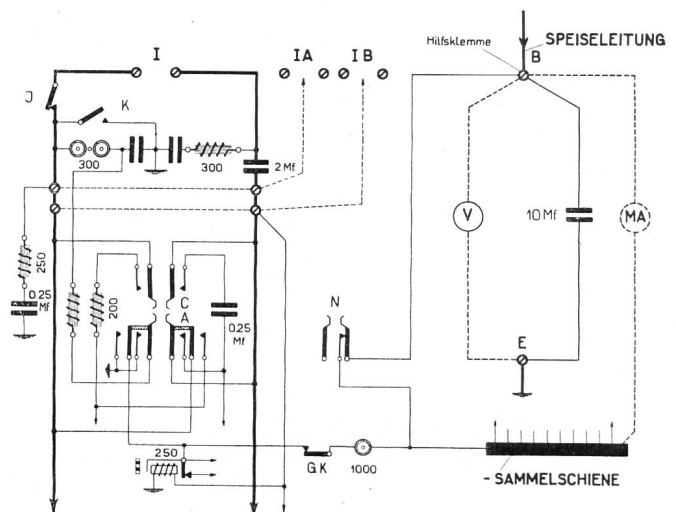 I
IA
IB
Hilfsklemme
SPEISELEITUNG
B
J
K
300
300
2 Mf
V
10 Mf
MA
250
0.25
Mf
200
C
A
0.25
Mf
N
E
250
G.K
1000
- SAMMELSCHIENE